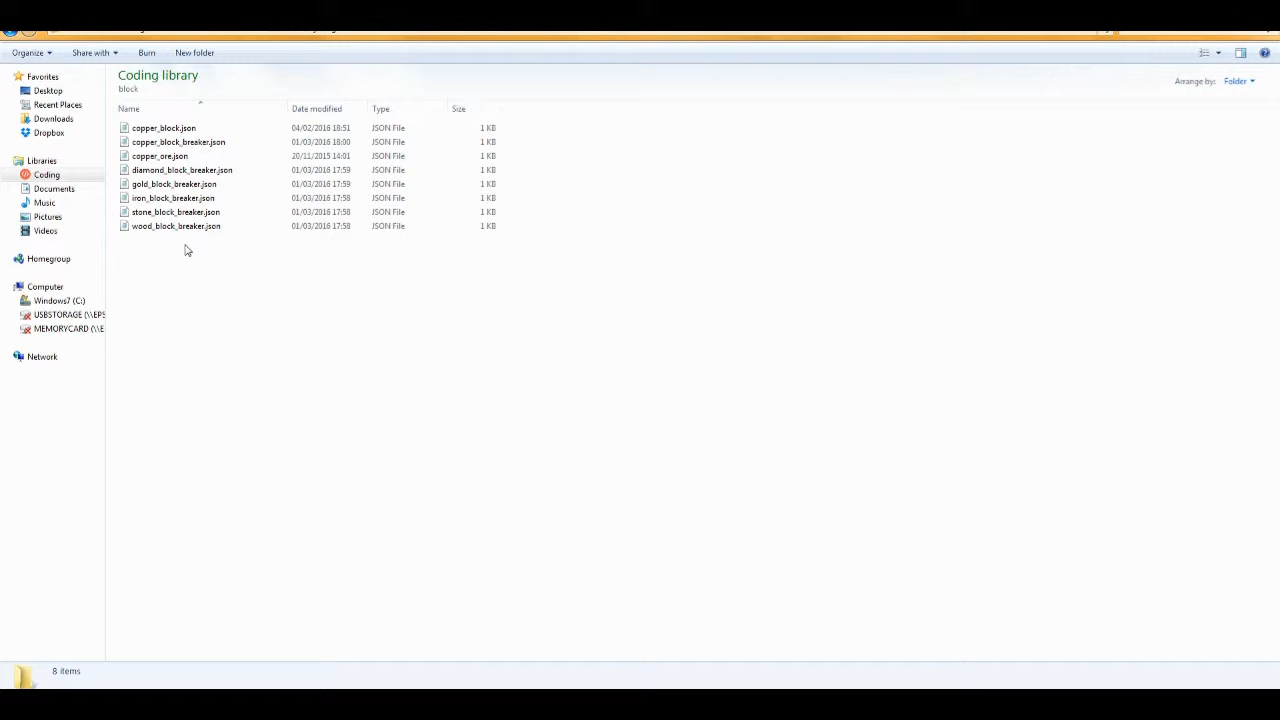 Organize Share with Burn New folder
Coding library
block
Arrange by: Folder
Name Date modified Type Size
copper_block.json 04/02/2016 18:51 JSON File 1 KB
copper_block_breaker.json 01/03/2016 18:00 JSON File 1 KB
copper_ore.json 20/11/2015 14:01 JSON File 1 KB
diamond_block_breaker.json 01/03/2016 17:59 JSON File 1 KB
gold_block_breaker.json 01/03/2016 17:59 JSON File 1 KB
iron_block_breaker.json 01/03/2016 17:58 JSON File 1 KB
stone_block_breaker.json 01/03/2016 17:58 JSON File 1 KB
wood_block_breaker.json 01/03/2016 17:58 JSON File 1 KB
Favorites
Desktop
Recent Places
Downloads
Dropbox
Libraries
Coding
Documents
Music
Pictures
Videos
Homegroup
Computer
Windows7 (C:)
USBSTORAGE (\\EPS
MEMORYCARD (\\E
Network
8 items